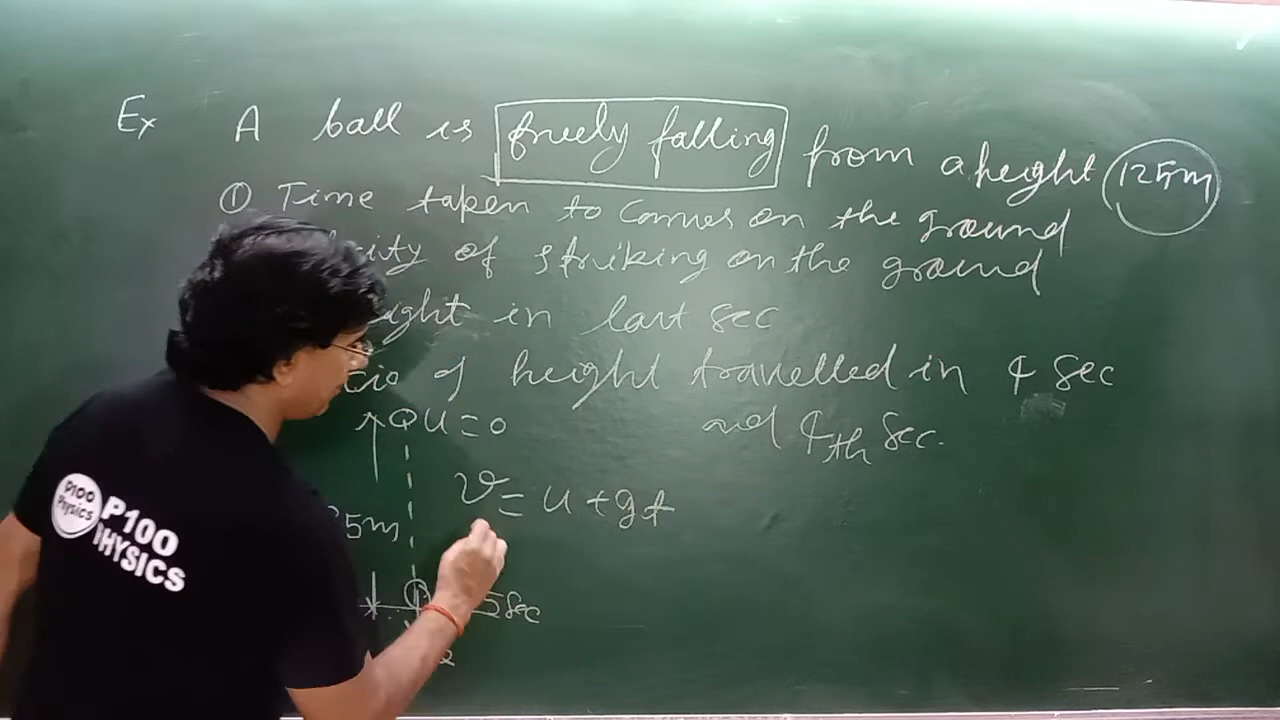 Ex A ball is freely falling from a height 125m
① Time taken to comes on the ground
city of striking on the ground
ight in last sec
tio of height travelled in 4 sec
and 4th sec.
u=0
v = u + gt
5m
5sec
2
P100 Physics
P100
PHYSICS